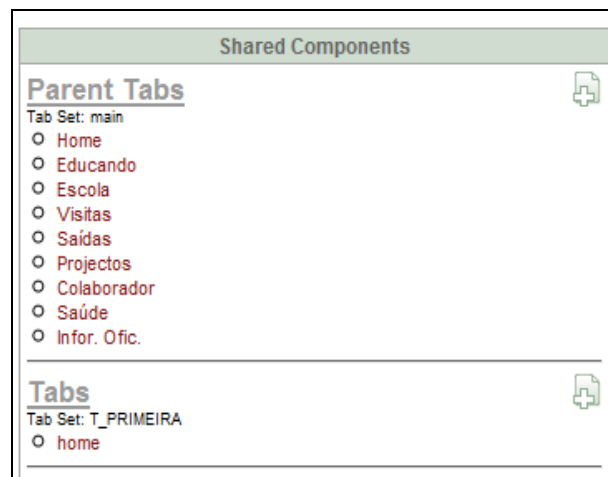 Shared Components
Parent Tabs
Tab Set: main
Home
Educando
Escola
Visitas
Saídas
Projectos
Colaborador
Saúde
Infor. Ofic.
Tabs
Tab Set: T_PRIMEIRA
home